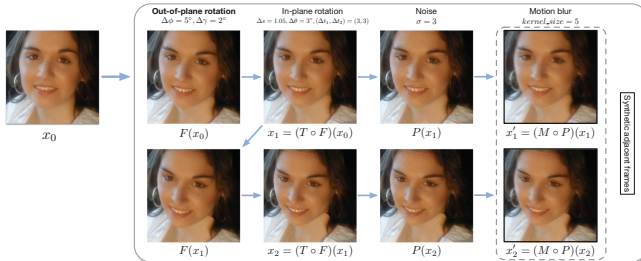 Out-of-plane rotation
Δϕ = 5°, Δγ = 2°
In-plane rotation
Δs = 1.05, Δθ = 3°, (Δt₁, Δt₂) = (3, 3)
Noise
σ = 3
Motion blur
kernel_size = 5
x₀
F(x₀)
x₁ = (T ∘ F)(x₀)
P(x₁)
x′₁ = (M ∘ P)(x₁)
F(x₁)
x₂ = (T ∘ F)(x₁)
P(x₂)
x′₂ = (M ∘ P)(x₂)
Synthetic adjacent
frames